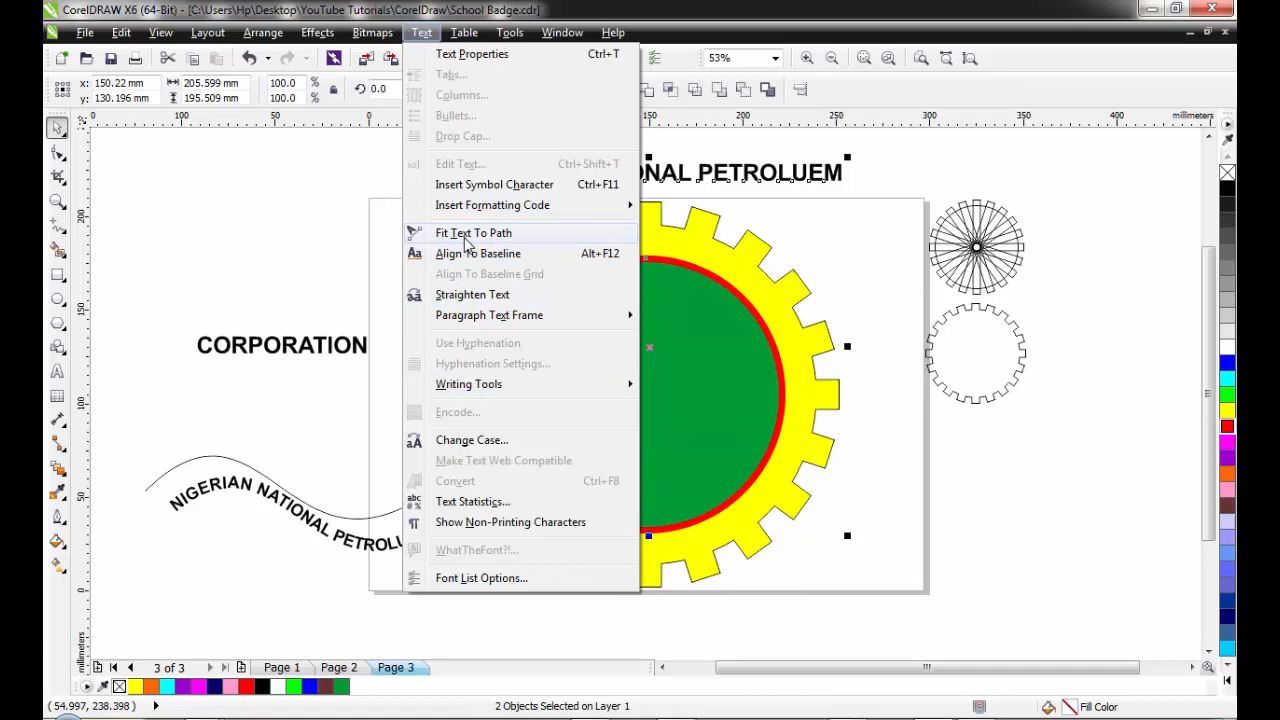 CorelDRAW X6 (64-Bit) - [C:\Users\Hp\Desktop\YouTube Tutorials\CorelDraw\School Badge.cdr]
File Edit View Layout Arrange Effects Bitmaps Text Table Tools Window Help
53%
x: 150.22 mm 205.599 mm 100.0 %
y: 130.196 mm 195.509 mm 100.0 %
0.0
100 50 0 150 200 250 300 350 millimeters
200
150
100
50
0
millimeters
Text Properties Ctrl+T
Tabs...
Columns...
Bullets...
Drop Cap...
Edit Text... Ctrl+Shift+T
Insert Symbol Character Ctrl+F11
Insert Formatting Code
Fit Text To Path
Align To Baseline Alt+F12
Align To Baseline Grid
Straighten Text
Paragraph Text Frame
Use Hyphenation
Hyphenation Settings...
Writing Tools
Encode...
Change Case...
Make Text Web Compatible
Convert Ctrl+F8
Text Statistics...
Show Non-Printing Characters
WhatTheFont?!...
Font List Options...
ONAL PETROLUEM
CORPORATION
NIGERIAN NATIONAL PETROLU
3 of 3 Page 1 Page 2 Page 3
(54.997, 238.398) 2 Objects Selected on Layer 1 Fill Color